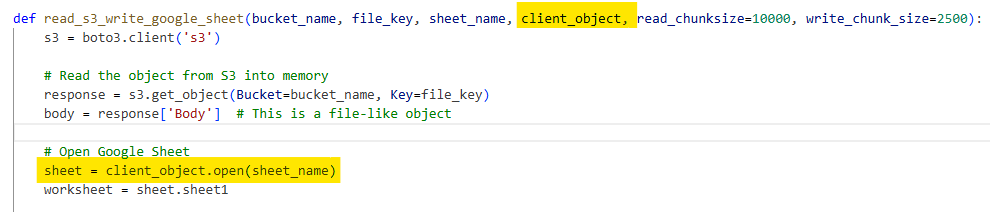 def read_s3_write_google_sheet(bucket_name, file_key, sheet_name, client_object, read_chunksize=10000, write_chunk_size=2500):
    s3 = boto3.client('s3')
    # Read the object from S3 into memory
    response = s3.get_object(Bucket=bucket_name, Key=file_key)
    body = response['Body']  # This is a file-like object
    # Open Google Sheet
    sheet = client_object.open(sheet_name)
    worksheet = sheet.sheet1